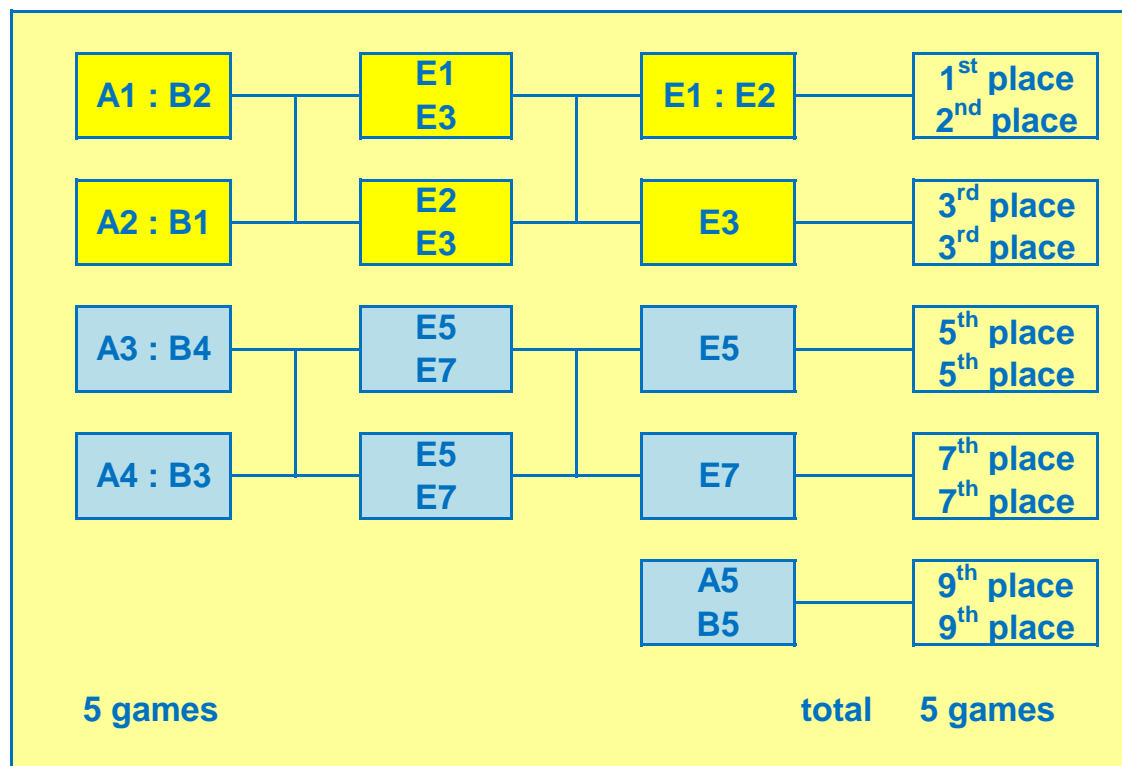 A1 : B2
E1
E3
E1 : E2
1st place
2nd place
A2 : B1
E2
E3
E3
3rd place
3rd place
A3 : B4
E5
E7
E5
5th place
5th place
A4 : B3
E5
E7
E7
7th place
7th place
A5
B5
9th place
9th place
5 games
total 5 games